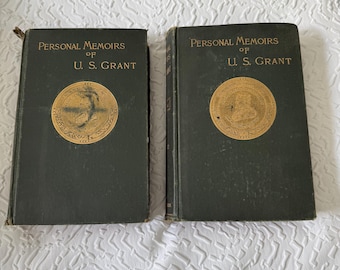 PERSONAL MEMOIRS
OF
U. S. GRANT
PERSONAL MEMOIRS
OF
U. S. GRANT